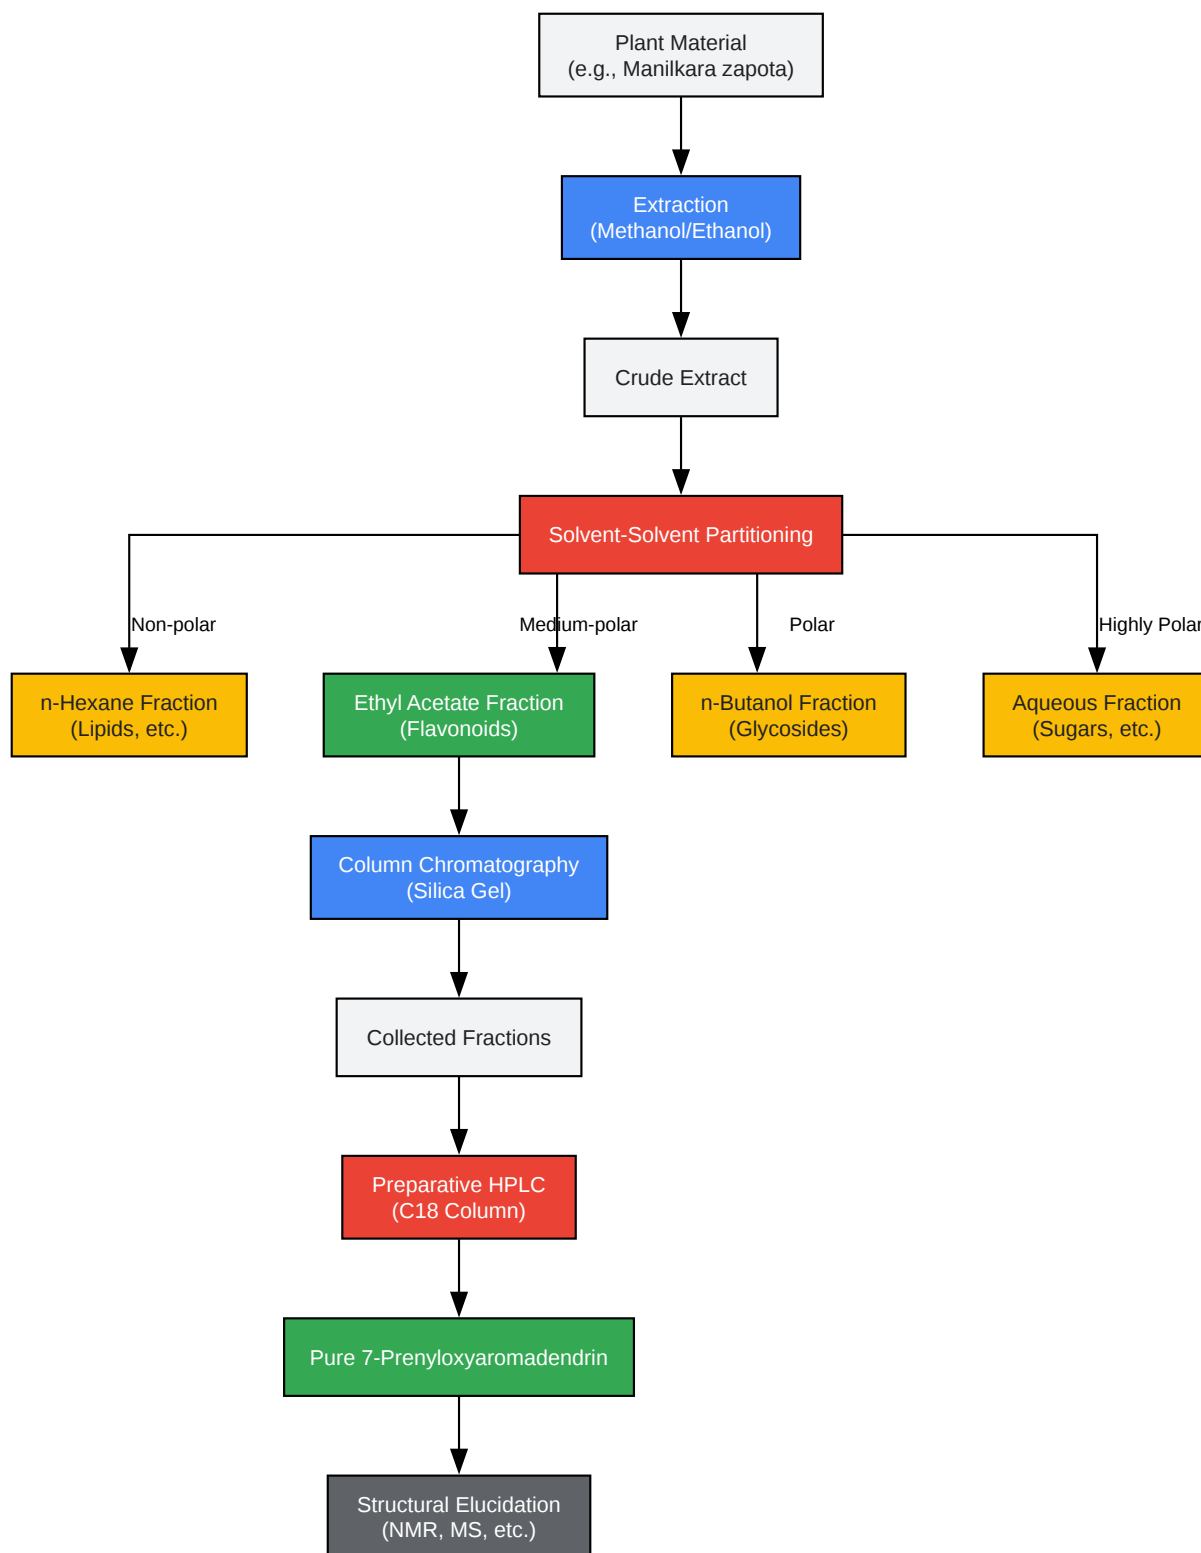 Plant Material
(e.g., Manilkara zapota)
Extraction
(Methanol/Ethanol)
Crude Extract
Solvent-Solvent Partitioning
Non-polar
Medium-polar
Polar
Highly Polar
n-Hexane Fraction
(Lipids, etc.)
Ethyl Acetate Fraction
(Flavonoids)
n-Butanol Fraction
(Glycosides)
Aqueous Fraction
(Sugars, etc.)
Column Chromatography
(Silica Gel)
Collected Fractions
Preparative HPLC
(C18 Column)
Pure 7-Prenyloxyaromadendrin
Structural Elucidation
(NMR, MS, etc.)